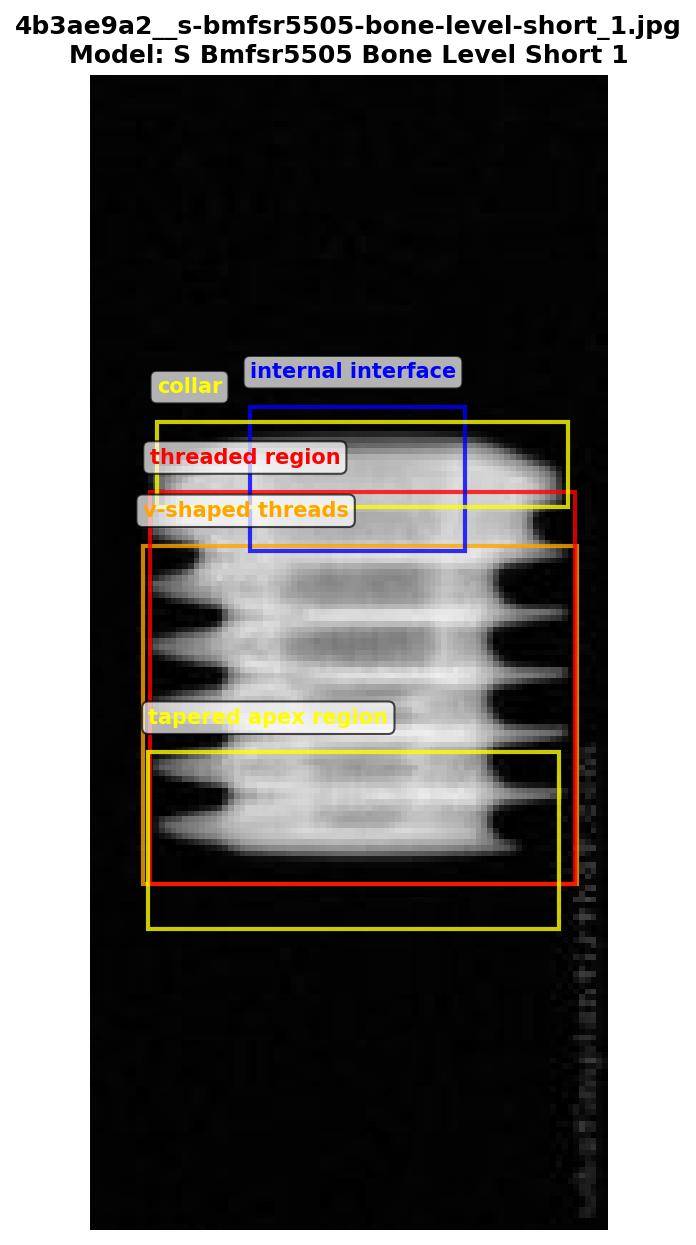 4b3ae9a2__s-bmfsr5505-bone-level-short_1.jpg
Model: S Bmfsr5505 Bone Level Short 1
internal interface
collar
threaded region
v-shaped threads
tapered apex region